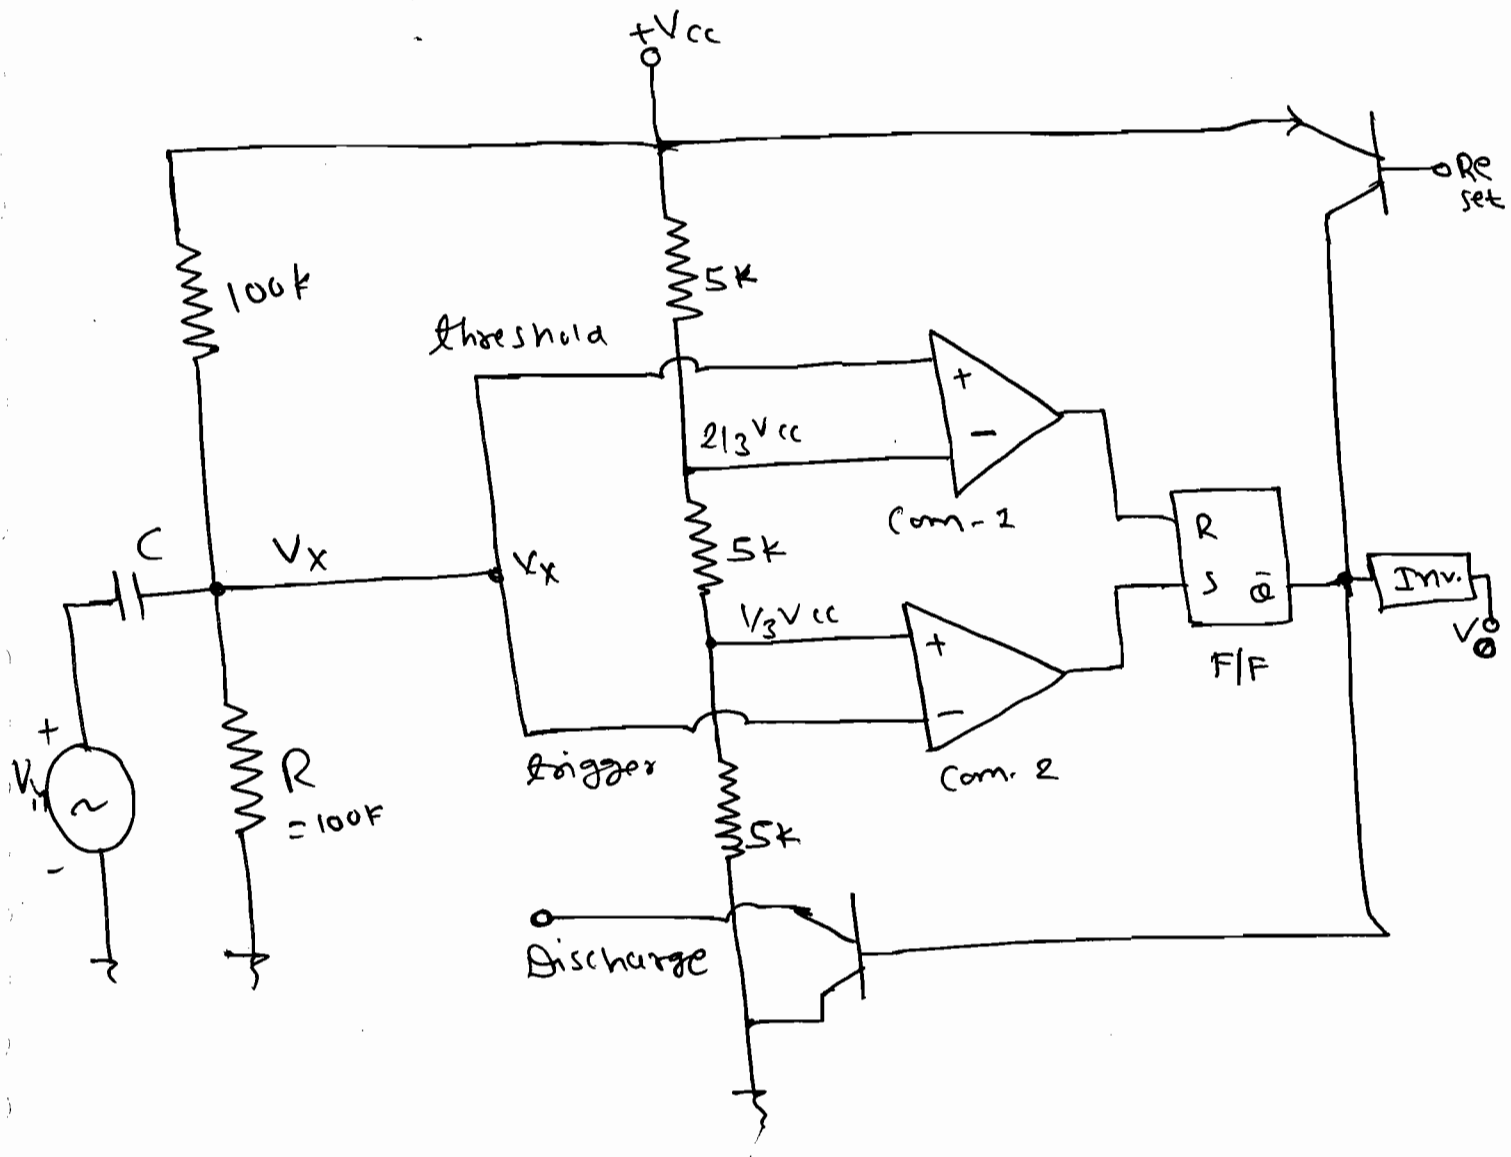 +Vcc
Re
set
100k
5K
threshold
+
2/3 Vcc
−
Com-1
R
C
Vx
Vx
5k
S
Q̄
Inv.
1/3 Vcc
+
F/F
Vo
−
trigger
Com. 2
+
Vin
~
-
R
= 100k
5k
Discharge